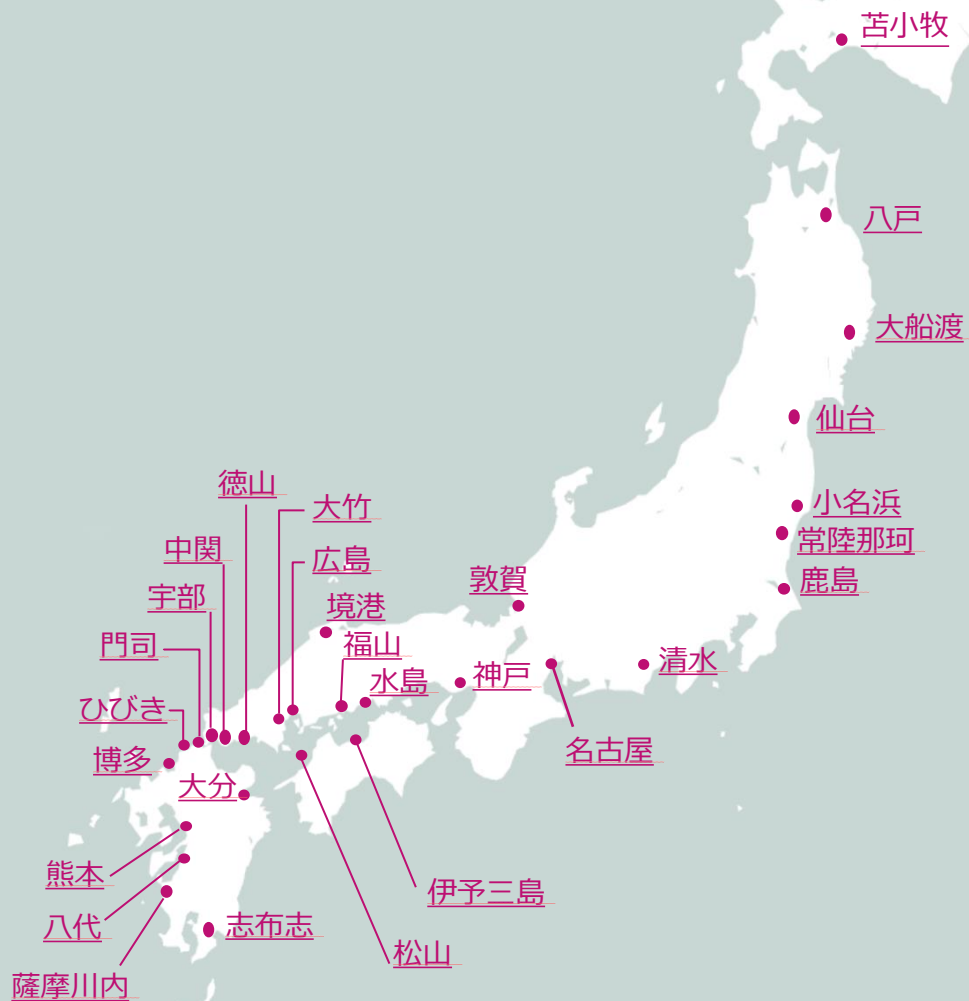 苫小牧
八戸
大船渡
仙台
徳山
大竹
小名浜
中関
常陸那珂
広島
敦賀
鹿島
宇部
境港
門司
福山
清水
神戸
水島
ひびき
名古屋
博多
大分
熊本
伊予三島
八代
志布志
松山
薩摩川内